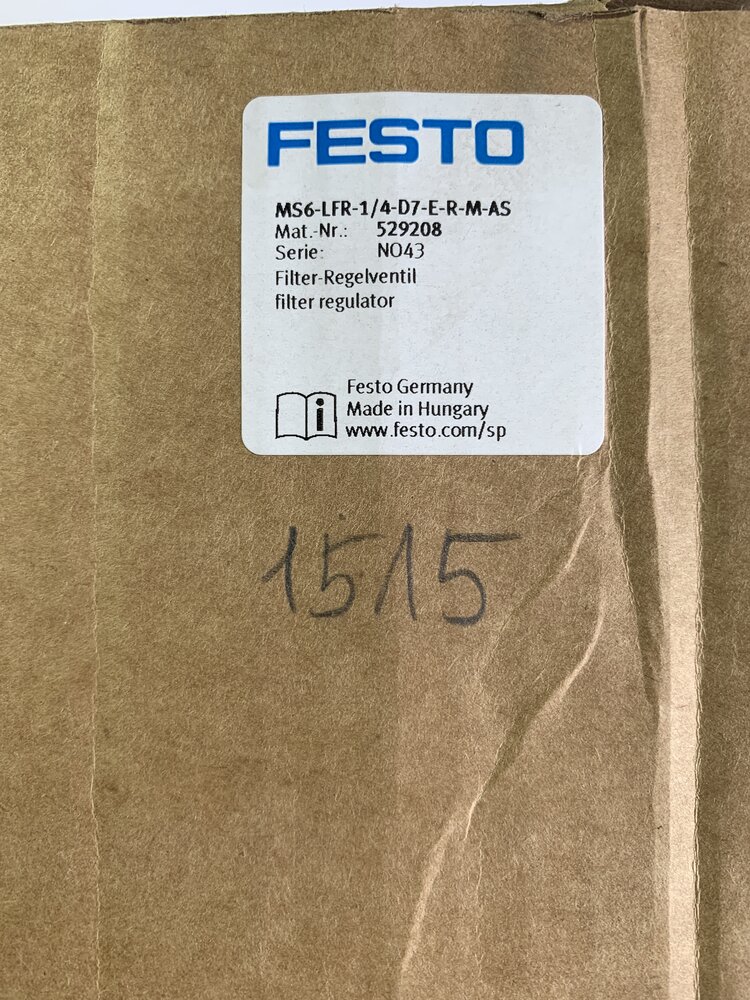 FESTO
MS6-LFR-1/4-D7-E-R-M-AS
Mat.-Nr.: 529208
Serie: NO43
Filter-Regelventil
filter regulator
Festo Germany
Made in Hungary
www.festo.com/sp
1515